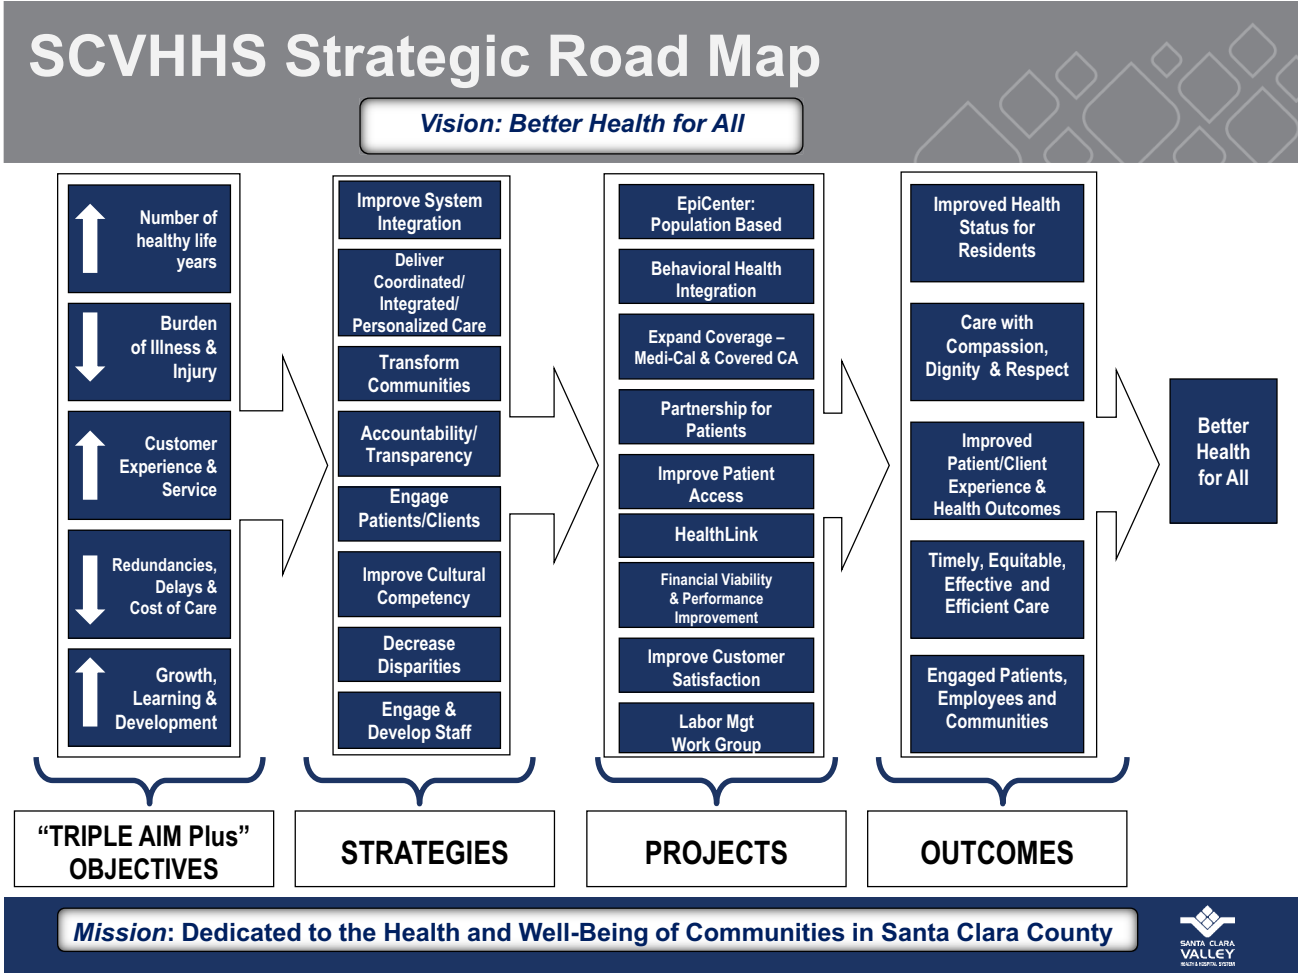 SCVHHS Strategic Road Map
Vision: Better Health for All
Number of
healthy life
years
Burden
of Illness &
Injury
Customer
Experience &
Service
Redundancies,
Delays &
Cost of Care
Growth,
Learning &
Development
"TRIPLE AIM Plus"
OBJECTIVES
Improve System
Integration
Deliver
Coordinated/
Integrated/
Personalized Care
Transform
Communities
Accountability/
Transparency
Engage
Patients/Clients
Improve Cultural
Competency
Decrease
Disparities
Engage &
Develop Staff
STRATEGIES
EpiCenter:
Population Based
Behavioral Health
Integration
Expand Coverage –
Medi-Cal & Covered CA
Partnership for
Patients
Improve Patient
Access
HealthLink
Financial Viability
& Performance
Improvement
Improve Customer
Satisfaction
Labor Mgt
Work Group
PROJECTS
Improved Health
Status for
Residents
Care with
Compassion,
Dignity & Respect
Improved
Patient/Client
Experience &
Health Outcomes
Timely, Equitable,
Effective and
Efficient Care
Engaged Patients,
Employees and
Communities
OUTCOMES
Better
Health
for All
Mission: Dedicated to the Health and Well-Being of Communities in Santa Clara County
SANTA CLARA
VALLEY
HEALTH & HOSPITAL SYSTEM